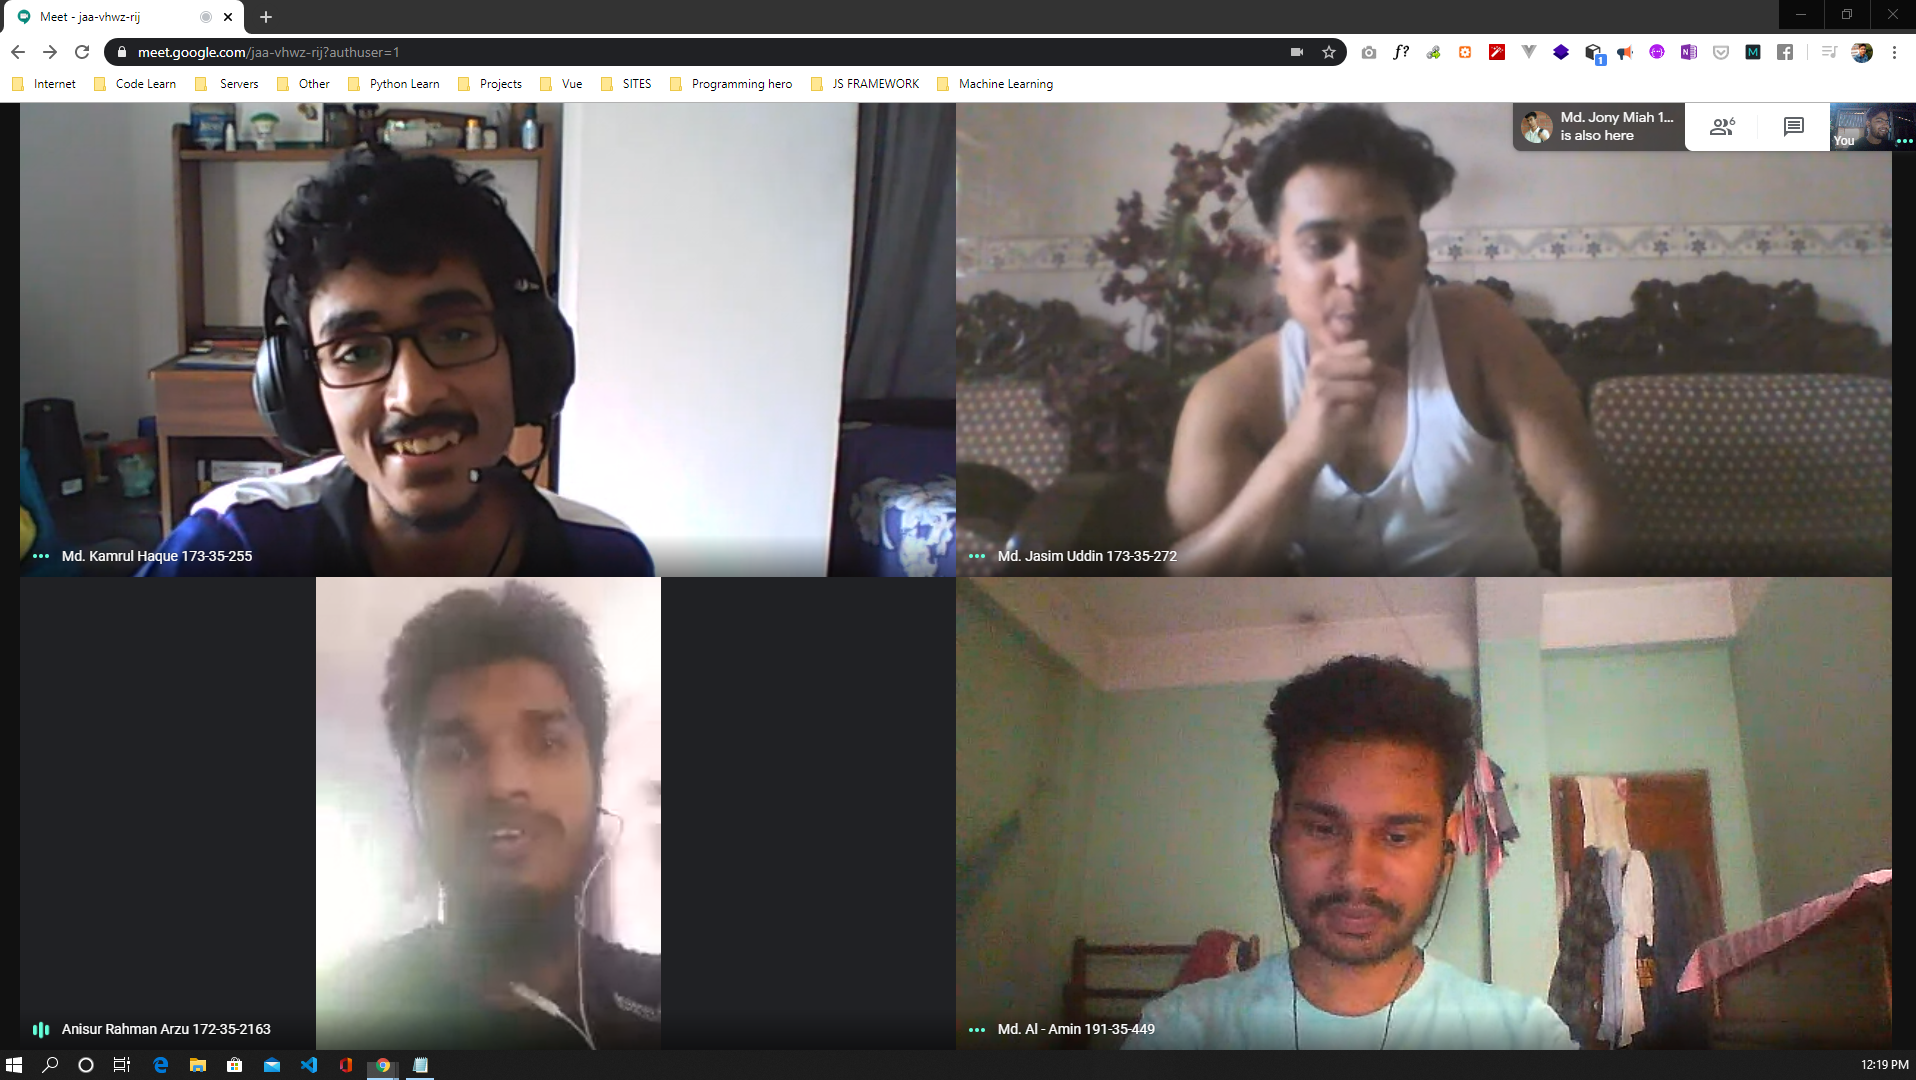 Meet - jaa-vhwz-rij
meet.google.com/jaa-vhwz-rij?authuser=1
f?
1
Internet
Code Learn
Servers
Other
Python Learn
Projects
Vue
SITES
Programming hero
JS FRAMEWORK
Machine Learning
Md. Jony Miah 1...
is also here
6
You
Md. Kamrul Haque 173-35-255
Md. Jasim Uddin 173-35-272
Anisur Rahman Arzu 172-35-2163
Md. Al - Amin 191-35-449
12:19 PM